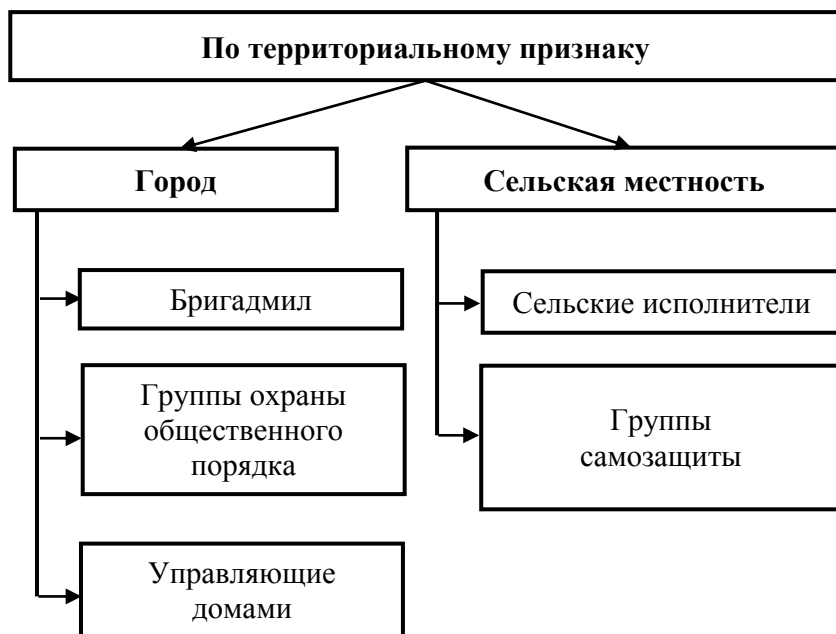 По территориальному признаку
Город
Сельская местность
Бригадмил
Сельские исполнители
Группы охраны
общественного
порядка
Группы
самозащиты
Управляющие
домами